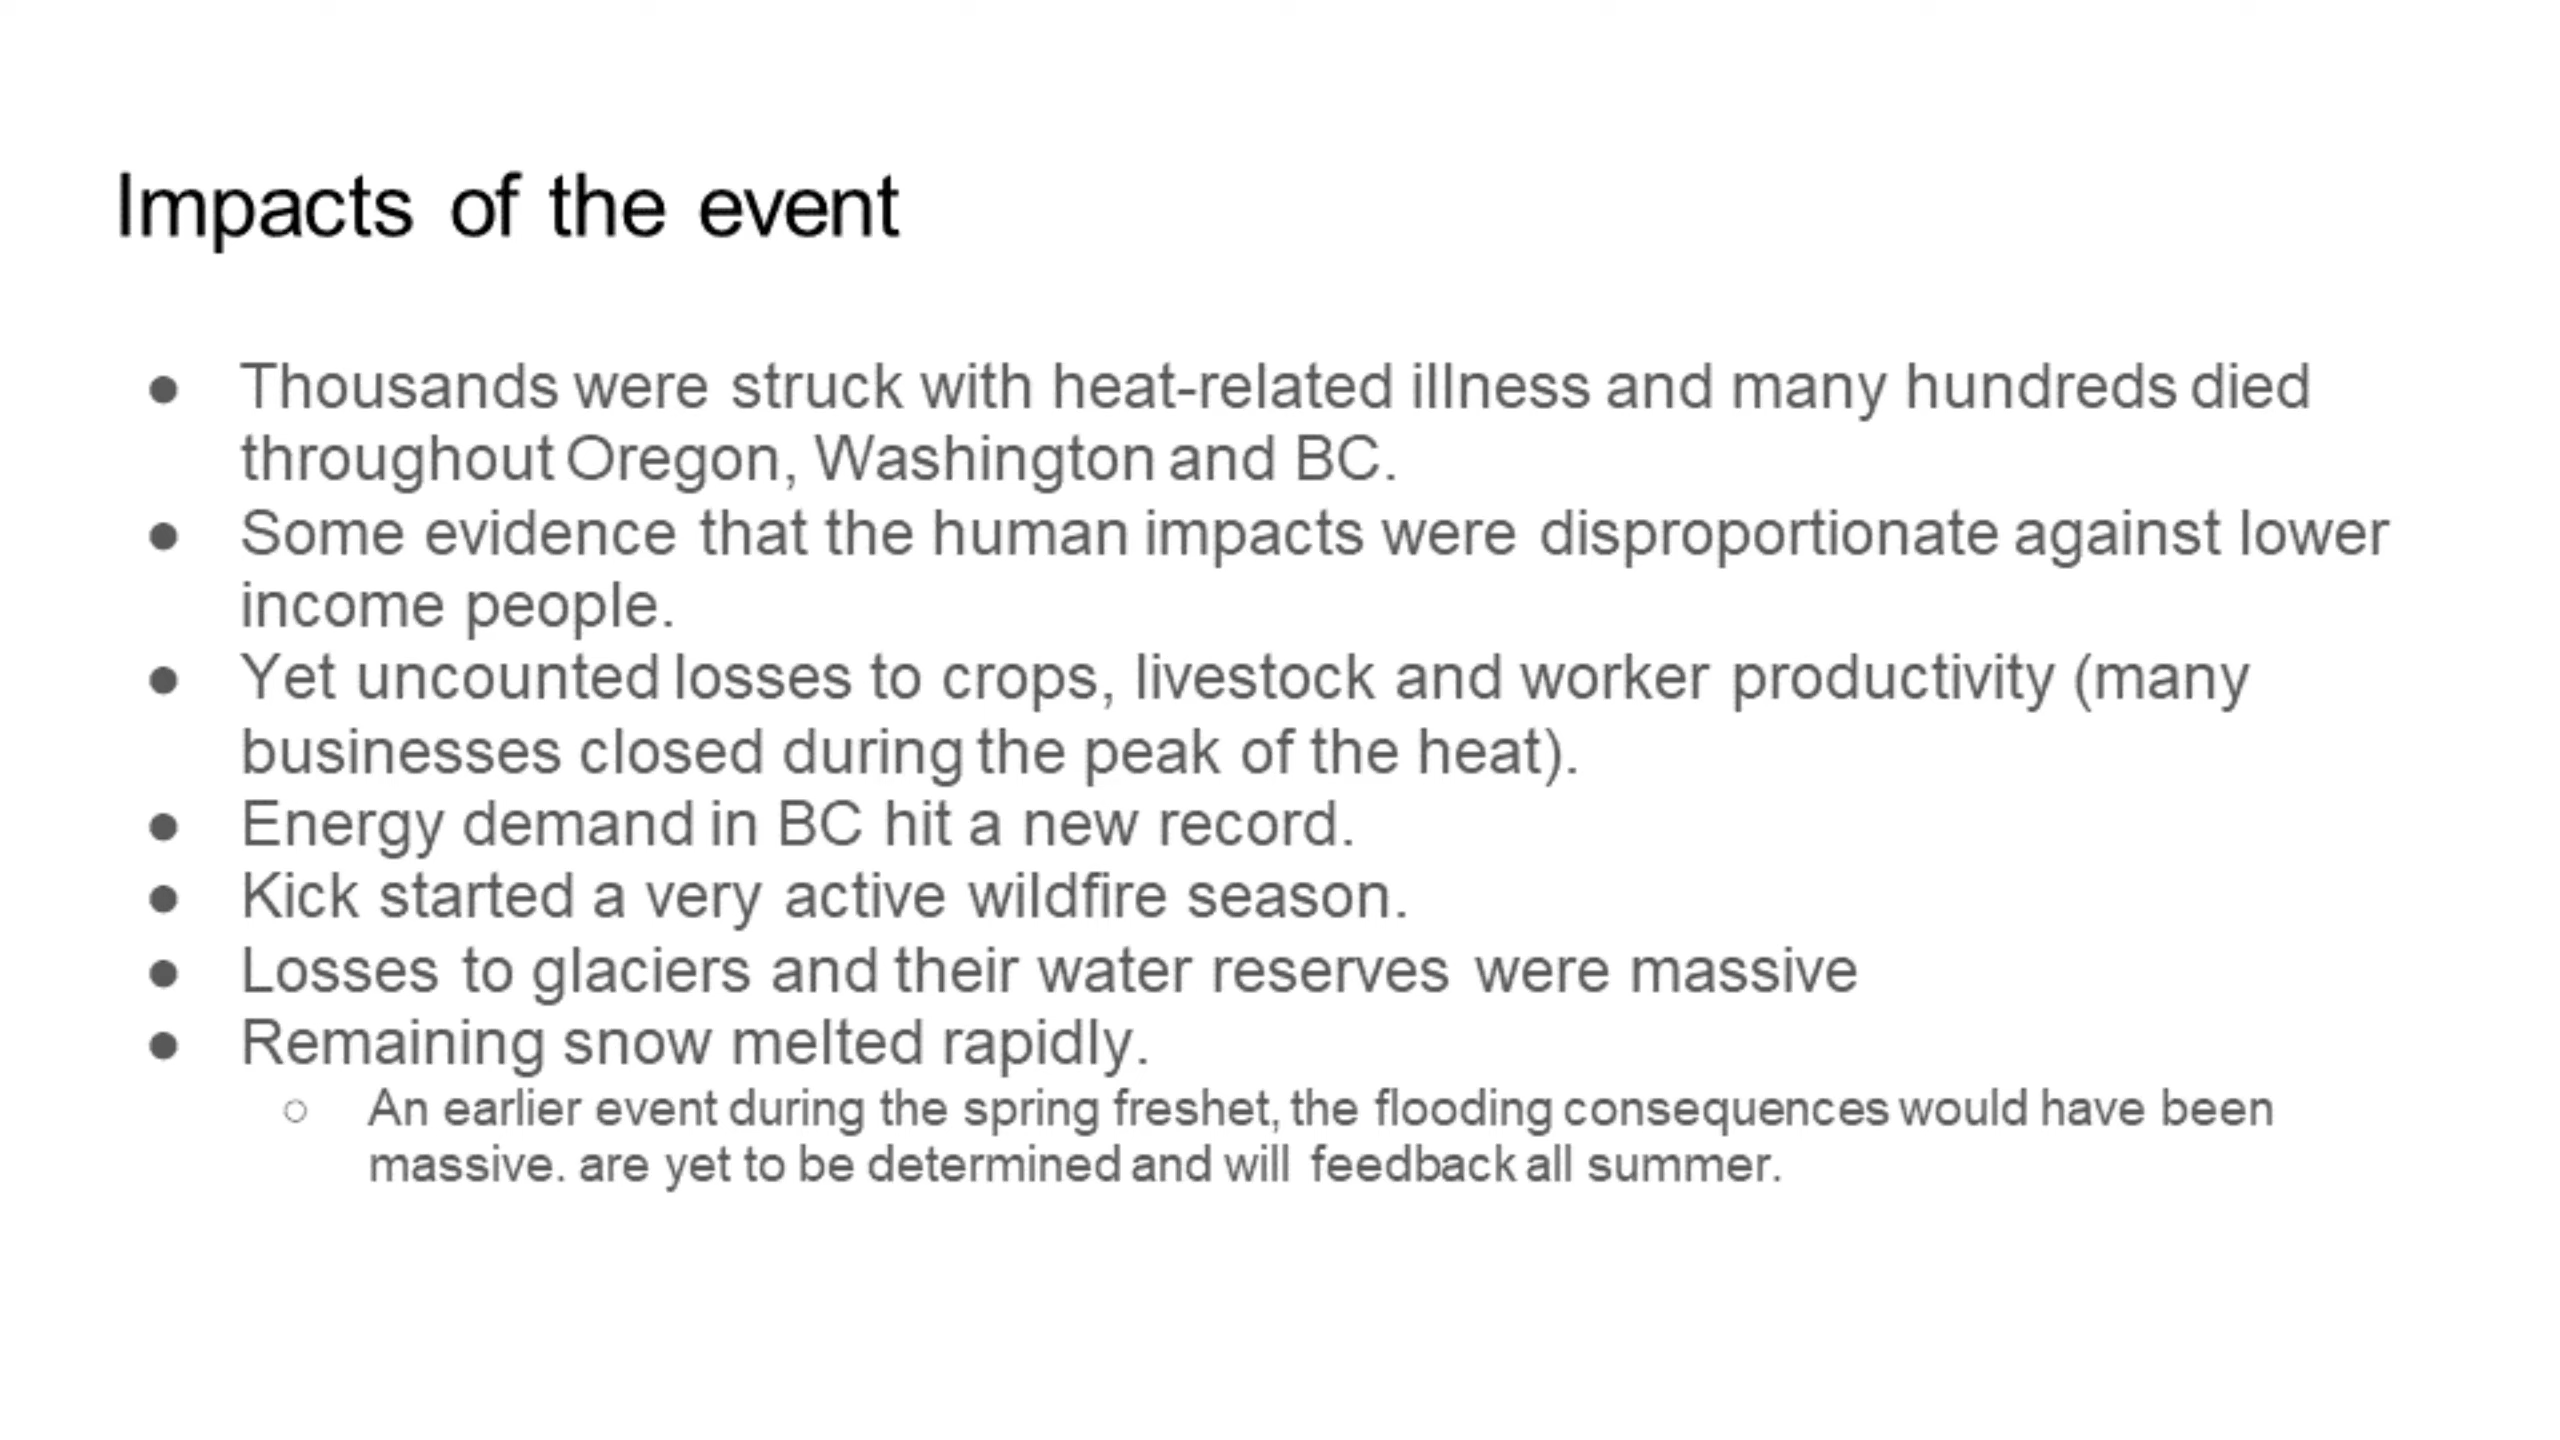 Impacts of the event
● Thousands were struck with heat-related illness and many hundreds died
throughout Oregon, Washington and BC.
● Some evidence that the human impacts were disproportionate against lower
income people.
● Yet uncounted losses to crops, livestock and worker productivity (many
businesses closed during the peak of the heat).
● Energy demand in BC hit a new record.
● Kick started a very active wildfire season.
● Losses to glaciers and their water reserves were massive
● Remaining snow melted rapidly.
○ An earlier event during the spring freshet, the flooding consequences would have been
massive. are yet to be determined and will feedback all summer.